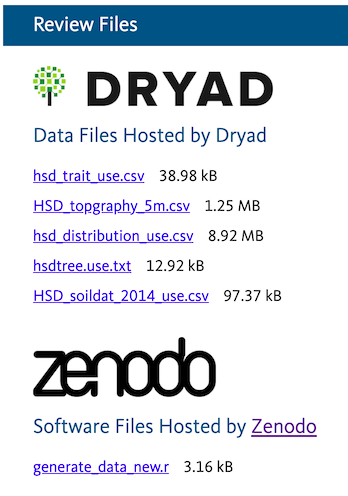 Review Files
DRYAD
Data Files Hosted by Dryad
hsd_trait_use.csv 38.98 kB
HSD_topgraphy_5m.csv 1.25 MB
hsd_distribution_use.csv 8.92 MB
hsdtree.use.txt 12.92 kB
HSD_soildat_2014_use.csv 97.37 kB
zenodo
Software Files Hosted by Zenodo
generate_data_new.r 3.16 kB